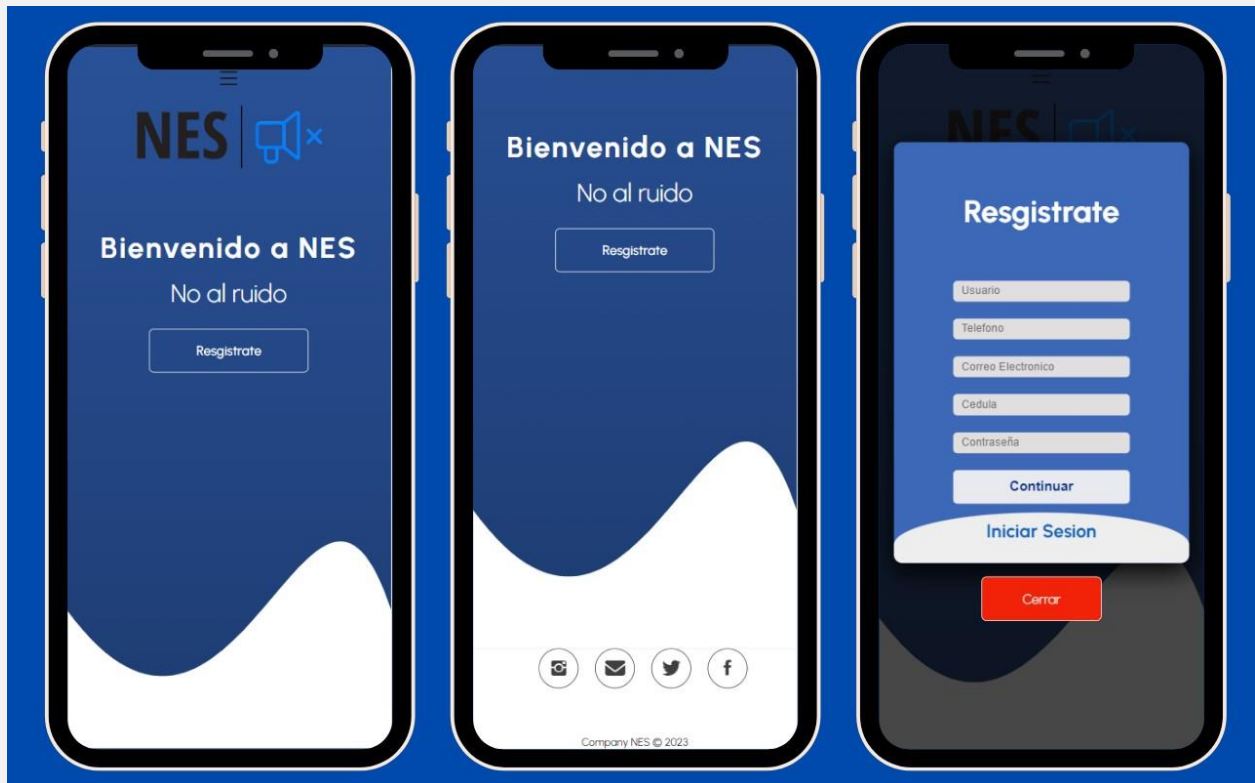 NES
Bienvenido a NES
No al ruido
Resgistrate
Bienvenido a NES
No al ruido
Resgistrate
Company NES © 2023
NES
Resgistrate
Usuario
Telefono
Correo Electronico
Cedula
Contraseña
Continuar
Iniciar Sesion
Cerrar